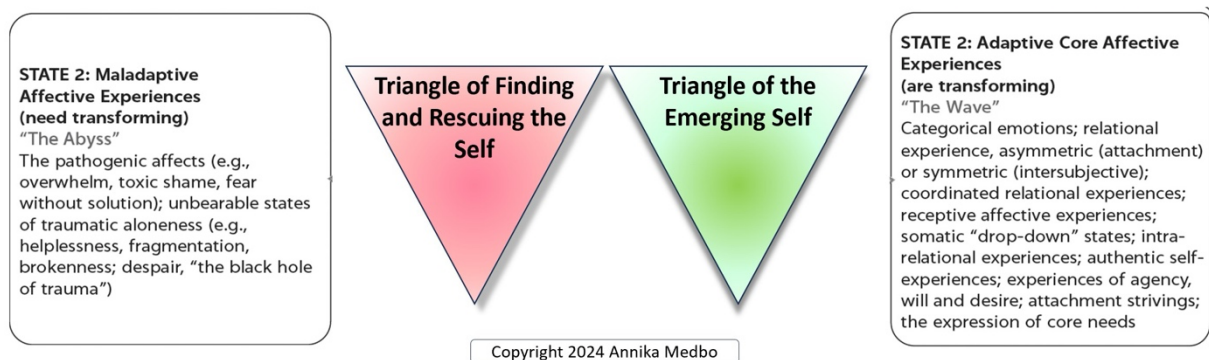 STATE 2: Maladaptive
Affective Experiences
(need transforming)
“The Abyss”
The pathogenic affects (e.g.,
overwhelm, toxic shame, fear
without solution); unbearable states
of traumatic aloneness (e.g.,
helplessness, fragmentation,
brokenness; despair, “the black hole
of trauma”)
Triangle of Finding
and Rescuing the
Self
Triangle of the
Emerging Self
STATE 2: Adaptive Core Affective
Experiences
(are transforming)
“The Wave”
Categorical emotions; relational
experience, asymmetric (attachment)
or symmetric (intersubjective);
coordinated relational experiences;
receptive affective experiences;
somatic “drop-down” states; intra-
relational experiences; authentic self-
experiences; experiences of agency,
will and desire; attachment strivings;
the expression of core needs
Copyright 2024 Annika Medbo